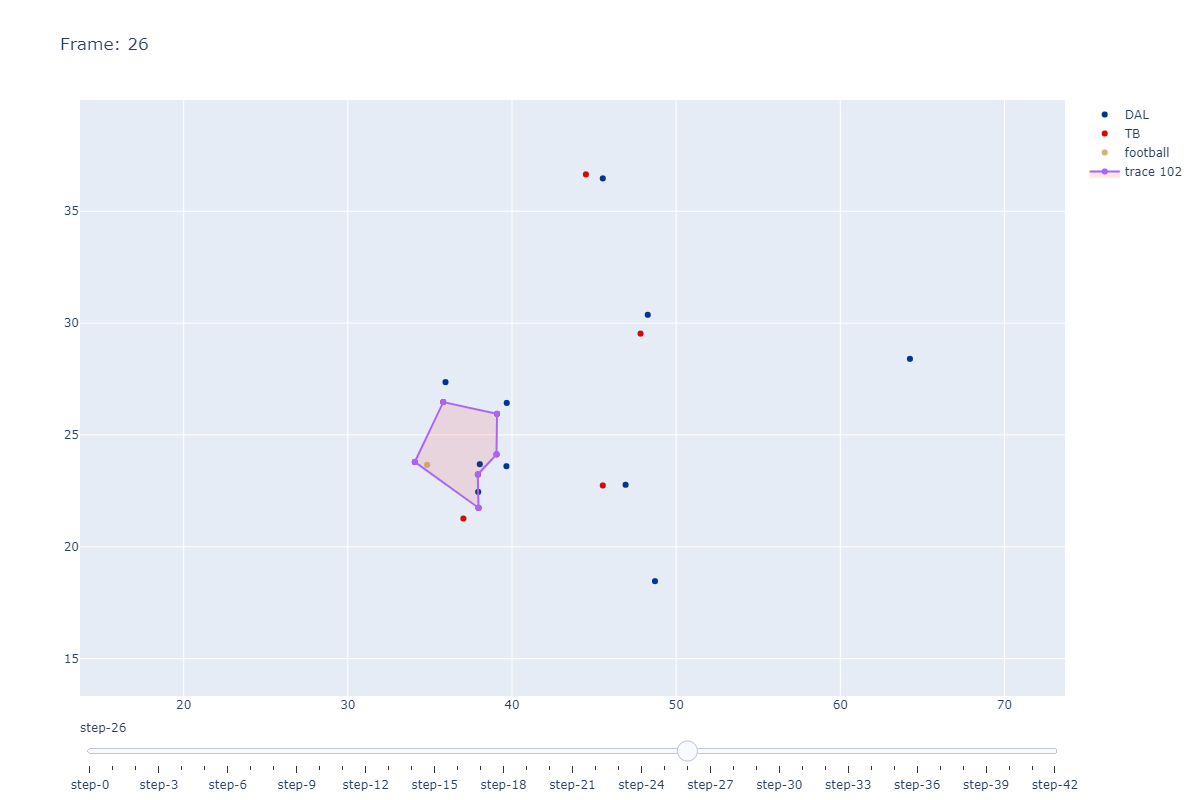 Frame: 26
DAL
TB
football
trace 102
35
30
25
20
15
20 30 40 50 60 70
step-26
step-0 step-3 step-6 step-9 step-12 step-15 step-18 step-21 step-24 step-27 step-30 step-33 step-36 step-39 step-42